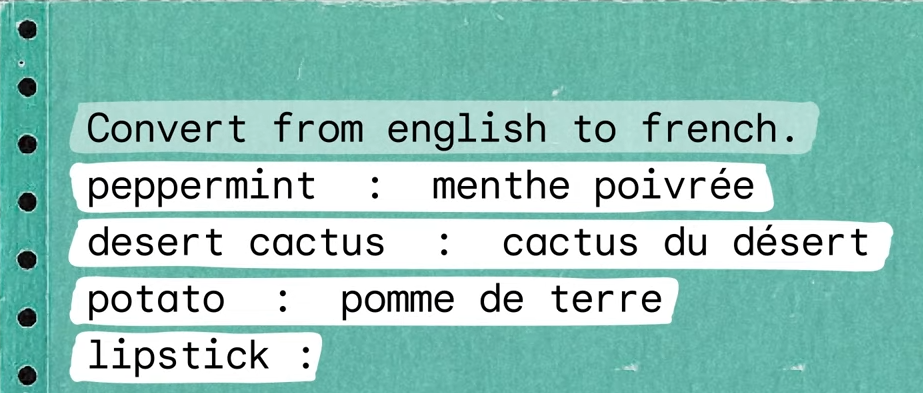 Convert from english to french.
peppermint : menthe poivrée
desert cactus : cactus du désert
potato : pomme de terre
lipstick :